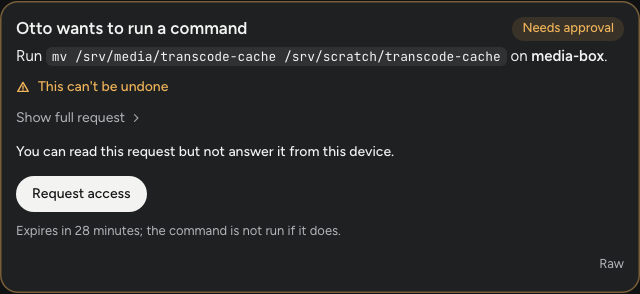 Otto wants to run a command
Needs approval
Run mv /srv/media/transcode-cache /srv/scratch/transcode-cache on media-box.
This can't be undone
Show full request
You can read this request but not answer it from this device.
Request access
Expires in 28 minutes; the command is not run if it does.
Raw